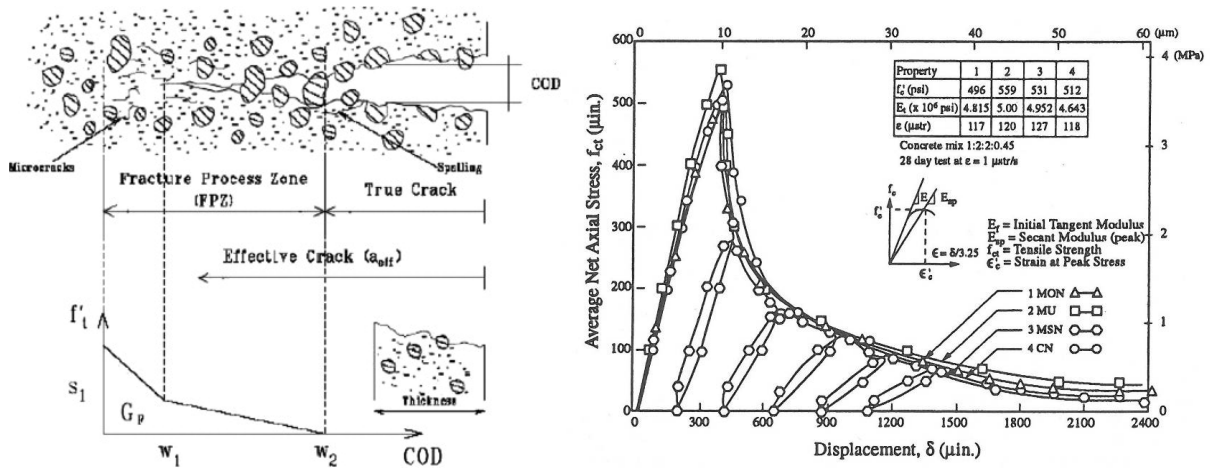 COD
Microcracks
Spalling
Fracture Process Zone
(FPZ)
True Crack
Effective Crack (aeff)
f't
S1
GF
Thickness
W1
W2
COD
0 10 20 30 40 50 60 (μm)
600
500
400
300
200
100
0
4 (MPa)
3
2
1
0
Average Net Axial Stress, fct (μin.)
Property 1 2 3 4
f'c (psi) 496 559 531 512
Et (x 10⁶ psi) 4.815 5.00 4.952 4.643
ε (μstr) 117 120 127 118
Concrete mix 1:2:2:0.45
28 day test at ε = 1 μstr/s
fc
f'c
E
Esp
ε = δ/3.25
ε'c
Ef = Initial Tangent Modulus
Esp = Secant Modulus (peak)
fct = Tensile Strength
ε'c = Strain at Peak Stress
1 MON
2 MU
3 MSN
4 CN
0 300 600 900 1200 1500 1800 2100 2400
Displacement, δ (μin.)